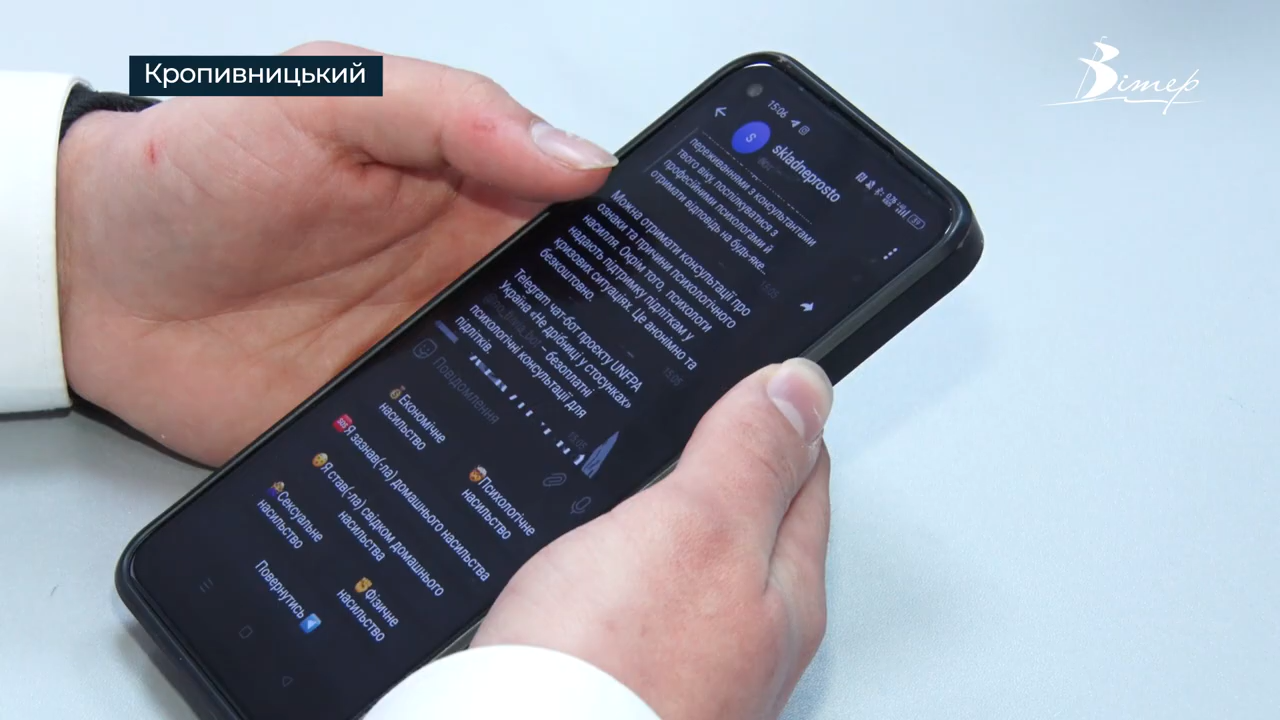 Кропивницький
Вітер
15:06
S
skladneprosto
переживаннями з консультантами
твого віку, поспілкуватися з
професійними психологами й
отримати відповідь на будь-яке...
Можна отримати консультації про
ознаки та причини психологічного
насилля. Окрім того, психологи
надають підтримку підліткам у
кризових ситуаціях. Це анонімно та
безкоштовно.
15:05
Telegram чат-бот проєкту UNFPA
Україна «Не дрібниці у стосунках»
– безоплатні
психологічні консультації для
підлітків.
Повідомлення
Економічне
насильство
Психологічне
насильство
SOS
Я зазнав(-ла) домашнього насильства
Я став(-ла) свідком домашнього
насильства
Сексуальне
насильство
Фізичне
насильство
Повернутись